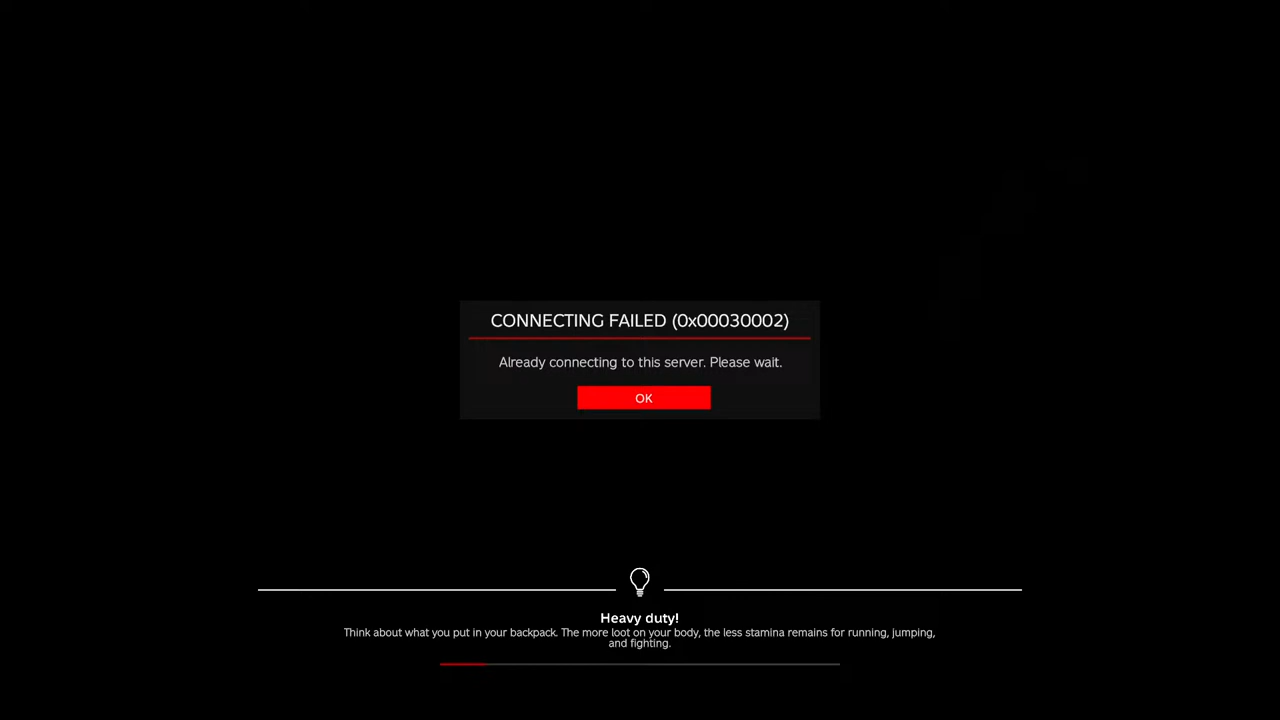 CONNECTING FAILED (0x00030002)
Already connecting to this server. Please wait.
OK
Heavy duty!
Think about what you put in your backpack. The more loot on your body, the less stamina remains for running, jumping,
and fighting.